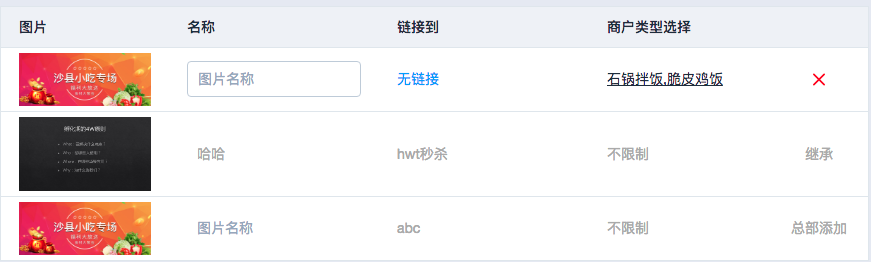 图片 名称 链接到 商户类型选择
沙县小吃专场
图片名称 无链接 石锅拌饭,脆皮鸡饭
哈哈 hwt秒杀 不限制 继承
沙县小吃专场
图片名称 abc 不限制 总部添加